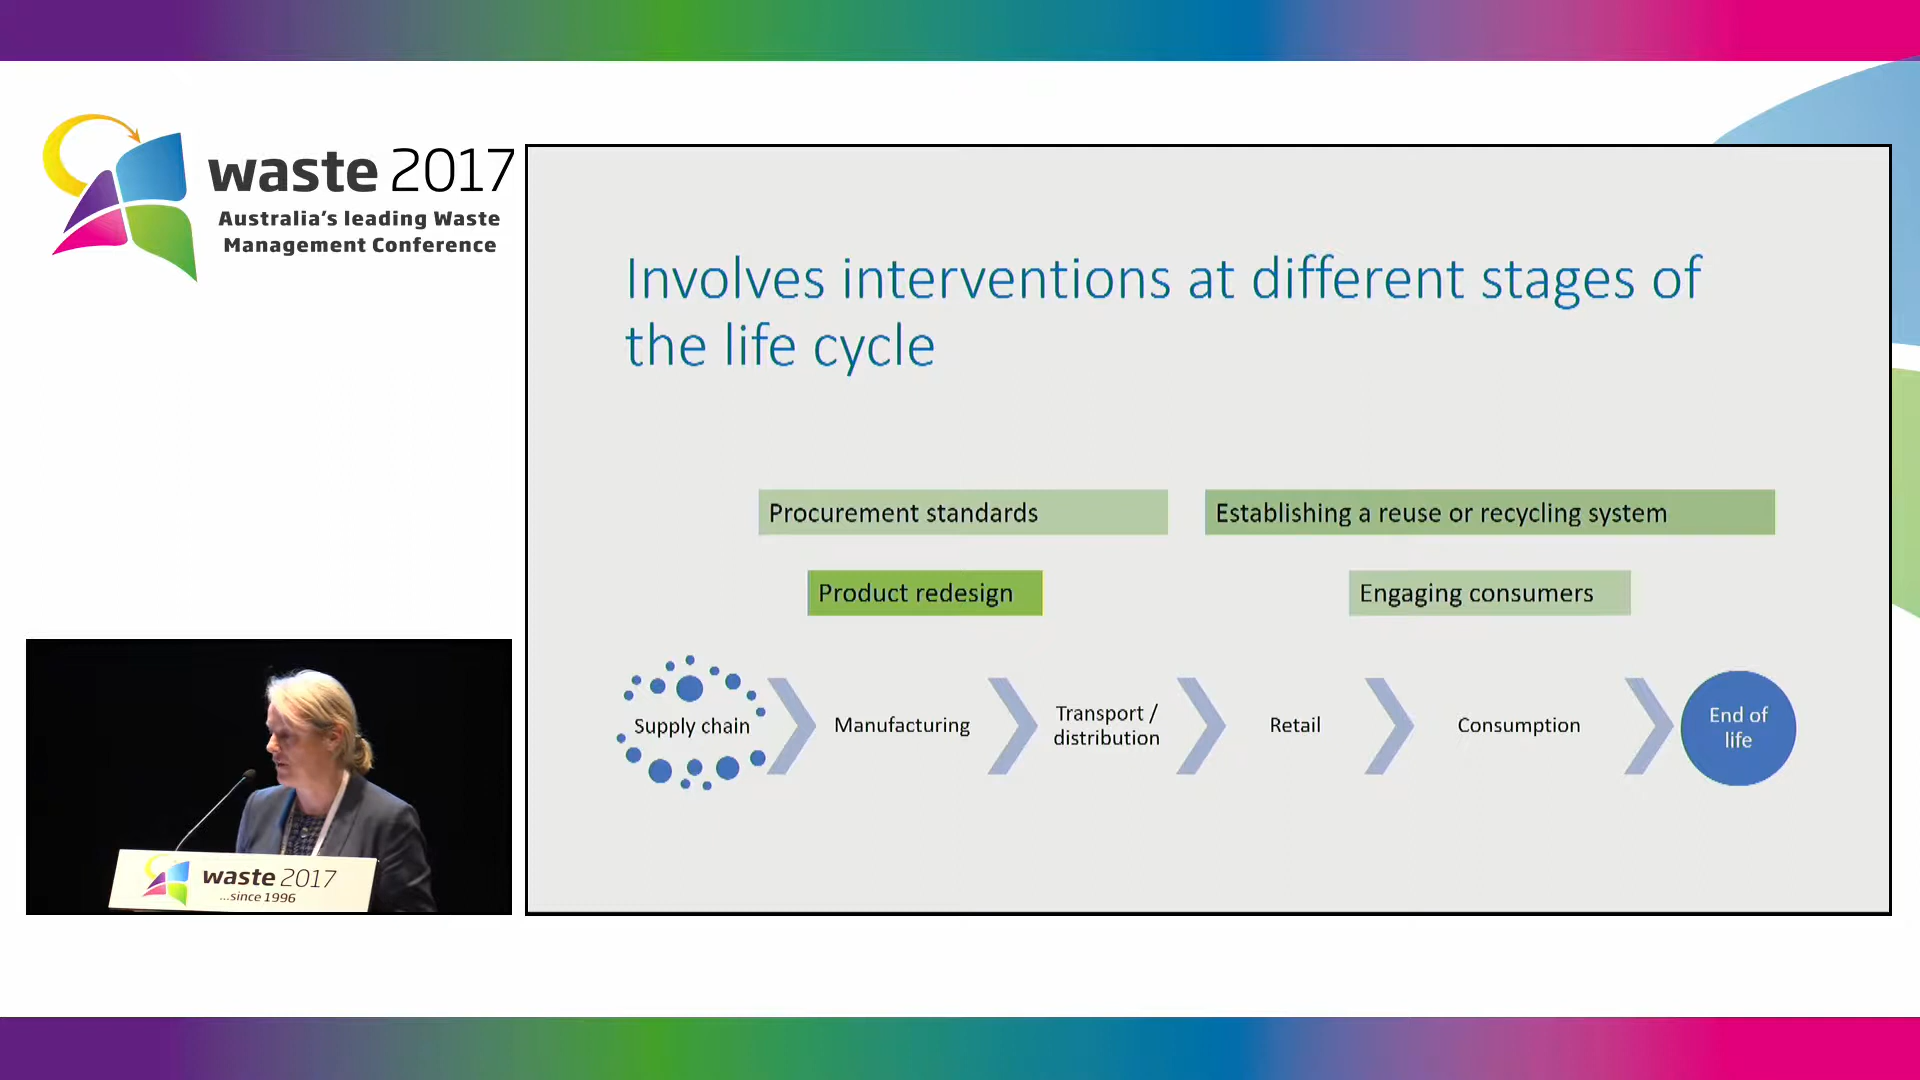 waste 2017
Australia's leading Waste
Management Conference
Involves interventions at different stages of
the life cycle
Procurement standards
Establishing a reuse or recycling system
Product redesign
Engaging consumers
Supply chain
Manufacturing
Transport /
distribution
Retail
Consumption
End of
life
waste 2017
...since 1996